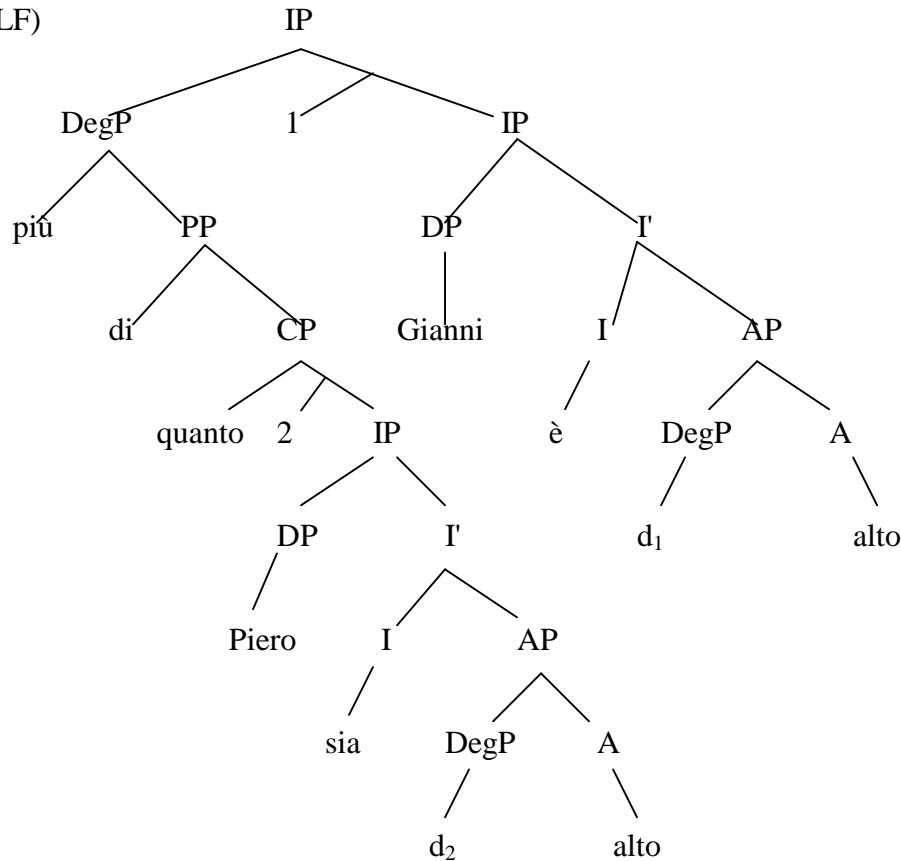 LF) IP
DegP 1 IP
più PP DP I'
di CP Gianni I AP
quanto 2 IP è DegP A
DP I' d₁ alto
Piero I AP
sia DegP A
d₂ alto